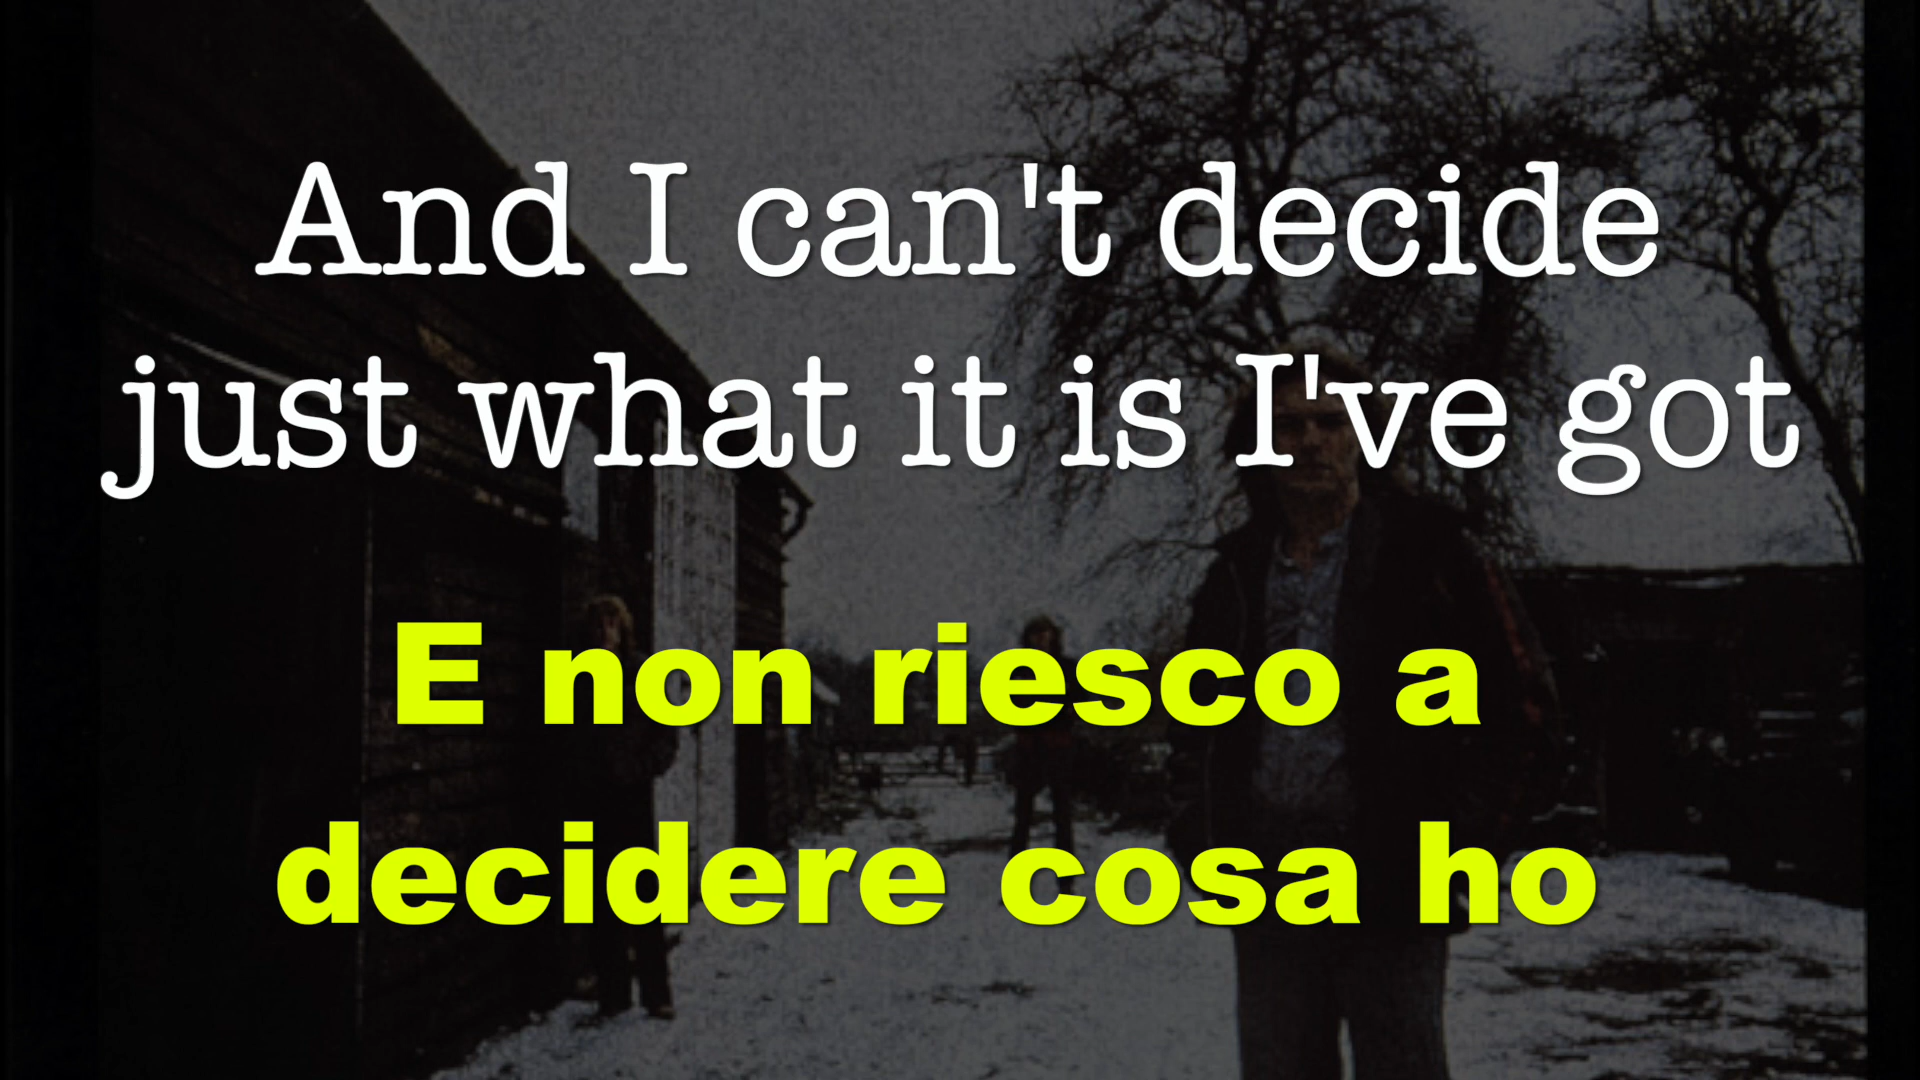 And I can't decide
just what it is I've got
E non riesco a
decidere cosa ho